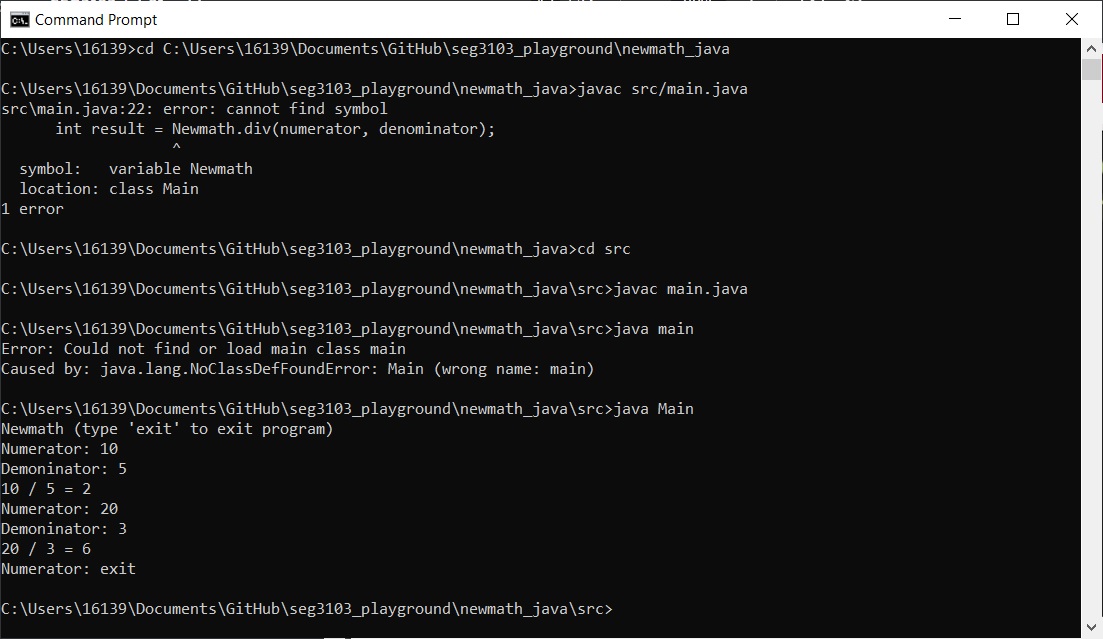 Command Prompt
C:\Users\16139>cd C:\Users\16139\Documents\GitHub\seg3103_playground\newmath_java
C:\Users\16139\Documents\GitHub\seg3103_playground\newmath_java>javac src/main.java
src\main.java:22: error: cannot find symbol
      int result = Newmath.div(numerator, denominator);
                   ^
  symbol:   variable Newmath
  location: class Main
1 error
C:\Users\16139\Documents\GitHub\seg3103_playground\newmath_java>cd src
C:\Users\16139\Documents\GitHub\seg3103_playground\newmath_java\src>javac main.java
C:\Users\16139\Documents\GitHub\seg3103_playground\newmath_java\src>java main
Error: Could not find or load main class main
Caused by: java.lang.NoClassDefFoundError: Main (wrong name: main)
C:\Users\16139\Documents\GitHub\seg3103_playground\newmath_java\src>java Main
Newmath (type 'exit' to exit program)
Numerator: 10
Demoninator: 5
10 / 5 = 2
Numerator: 20
Demoninator: 3
20 / 3 = 6
Numerator: exit
C:\Users\16139\Documents\GitHub\seg3103_playground\newmath_java\src>